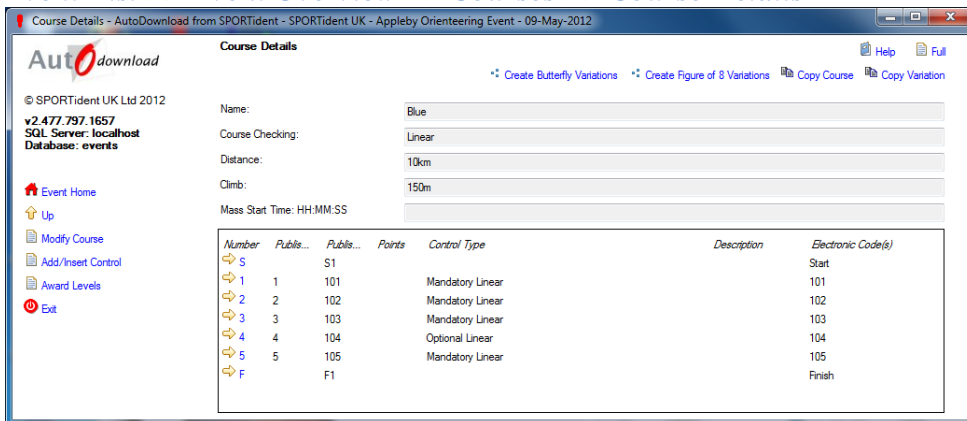 Course Details - AutoDownload from SPORTident - SPORTident UK - Appleby Orienteering Event - 09-May-2012
Auto download
Course Details
Help Full
Create Butterfly Variations Create Figure of 8 Variations Copy Course Copy Variation
© SPORTident UK Ltd 2012
v2.477.797.1657
SQL Server: localhost
Database: events
Event Home
Up
Modify Course
Add/Insert Control
Award Levels
Exit
Name: Blue
Course Checking: Linear
Distance: 10km
Climb: 150m
Mass Start Time: HH:MM:SS
Number Publis... Publis... Points Control Type Description Electronic Code(s)
S S1 Start
1 1 101 Mandatory Linear 101
2 2 102 Mandatory Linear 102
3 3 103 Mandatory Linear 103
4 4 104 Optional Linear 104
5 5 105 Mandatory Linear 105
F F1 Finish